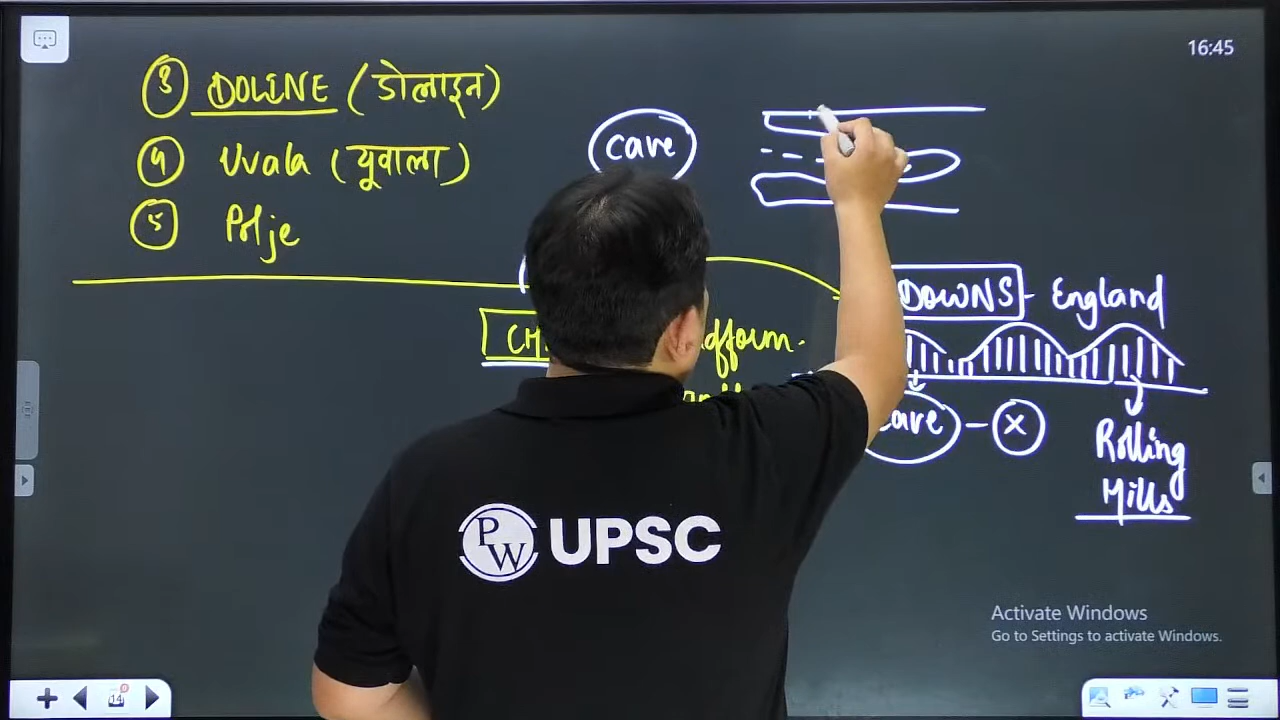 16:45
③ DOLINE (डोलाइन)
④ Uvala (यूवाला)
⑤ Polje
cave
DOWNS - England
cave - X
Rolling
Mills
PW UPSC
Activate Windows
Go to Settings to activate Windows.
14